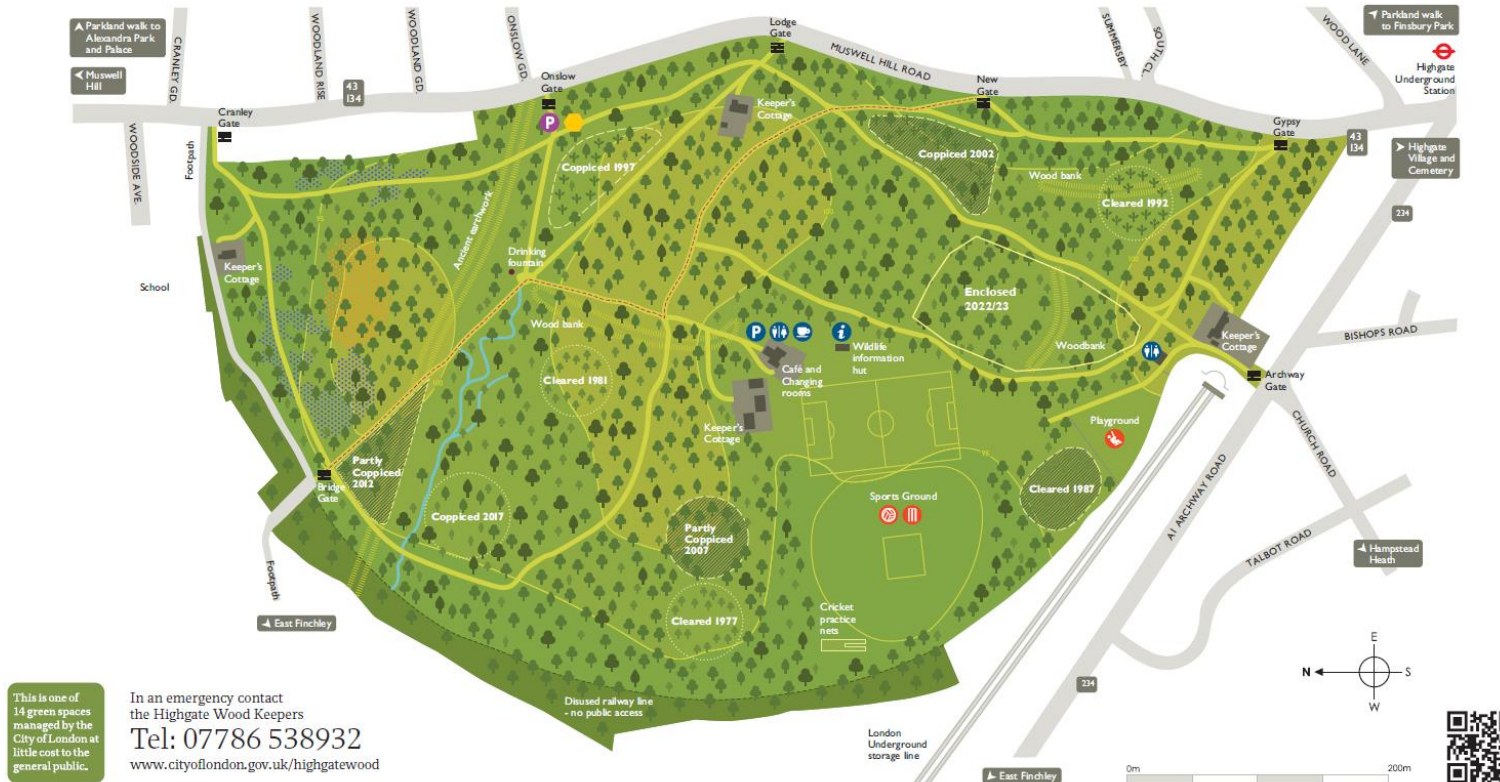 Parkland walk to
Alexandra Park
and Palace
Muswell
Hill
CRANLEY GD.
WOODLAND RISE
WOODLAND GD.
ONSLOW GD.
43
134
Lodge
Gate
MUSWELL HILL ROAD
SUMMERSBY
SOUTH CL.
WOOD LANE
Parkland walk
to Finsbury Park
Highgate
Underground
Station
WOODSIDE AVE.
Footpath
Cranley
Gate
Onslow
Gate
P
Keeper's
Cottage
New
Gate
Gypsy
Gate
43
134
Highgate
Village and
Cemetery
234
Coppiced 1997
Coppiced 2002
Wood bank
Cleared 1992
95
100
100
Ancient earthwork
Keeper's
Cottage
School
Drinking
fountain
Enclosed
2022/23
Wood bank
P
i
Wildlife
information
hut
Café and
Changing
rooms
Woodbank
Keeper's
Cottage
BISHOPS ROAD
Archway
Gate
Cleared 1981
Keeper's
Cottage
Playground
CHURCH ROAD
Partly
Coppiced
2012
Bridge
Gate
Coppiced 2017
Partly
Coppiced
2007
Sports Ground
95
Cleared 1987
A1 ARCHWAY ROAD
TALBOT ROAD
Hampstead
Heath
Footpath
East Finchley
Cleared 1977
Cricket
practice
nets
Disused railway line
- no public access
London
Underground
storage line
234
East Finchley
E
N
S
W
0m
200m
This is one of
14 green spaces
managed by the
City of London at
little cost to the
general public.
In an emergency contact
the Highgate Wood Keepers
Tel: 07786 538932
www.cityoflondon.gov.uk/highgatewood